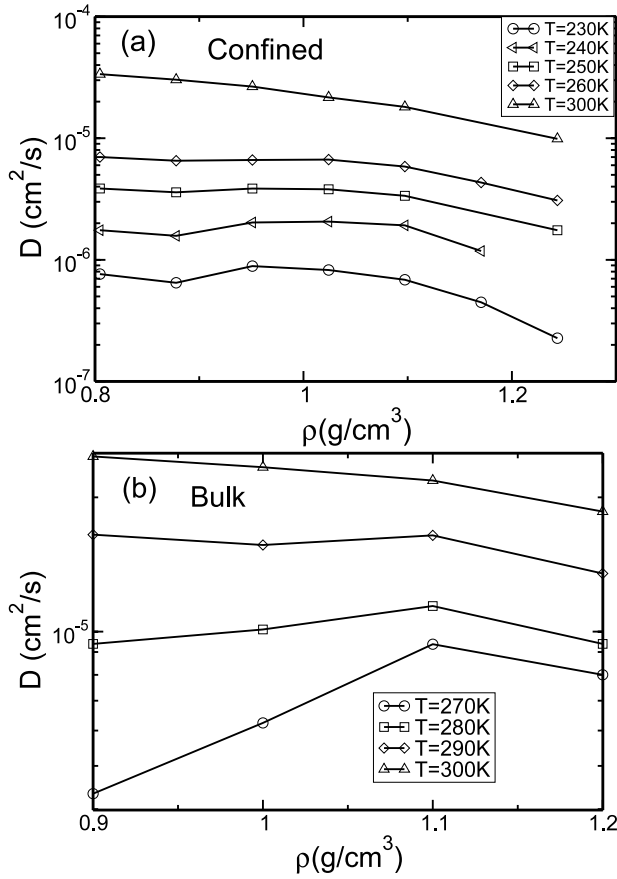 (a) Confined
T=230K
T=240K
T=250K
T=260K
T=300K
10⁻⁴
10⁻⁵
10⁻⁶
10⁻⁷
D (cm²/s)
0.8 1 1.2
ρ(g/cm³)
(b) Bulk
10⁻⁵
D (cm²/s)
T=270K
T=280K
T=290K
T=300K
0.9 1 1.1 1.2
ρ(g/cm³)